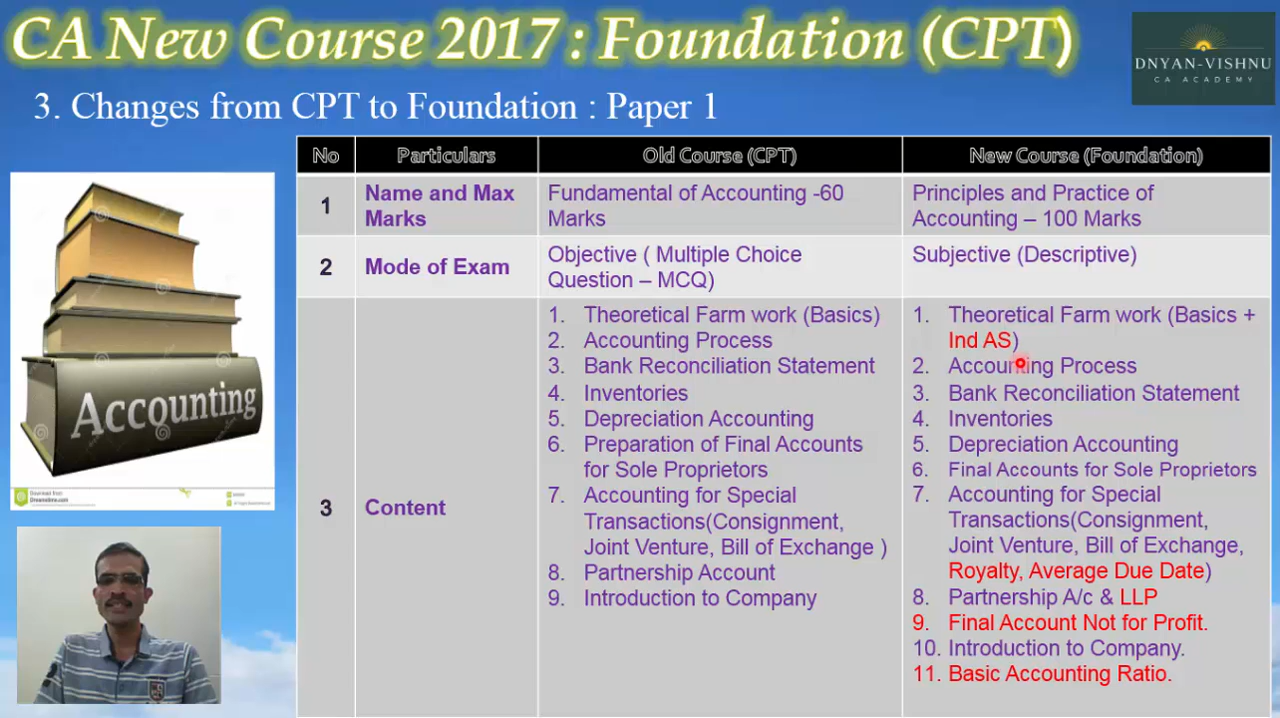 CA New Course 2017 : Foundation (CPT)
DNYAN-VISHNU
CA ACADEMY
3. Changes from CPT to Foundation : Paper 1
No Particulars Old Course (CPT) New Course (Foundation)
1 Name and Max Marks
Fundamental of Accounting -60
Marks
Principles and Practice of
Accounting – 100 Marks
2 Mode of Exam
Objective ( Multiple Choice
Question – MCQ)
Subjective (Descriptive)
3 Content
1. Theoretical Farm work (Basics)
2. Accounting Process
3. Bank Reconciliation Statement
4. Inventories
5. Depreciation Accounting
6. Preparation of Final Accounts
for Sole Proprietors
7. Accounting for Special
Transactions(Consignment,
Joint Venture, Bill of Exchange )
8. Partnership Account
9. Introduction to Company
1. Theoretical Farm work (Basics +
Ind AS)
2. Accounting Process
3. Bank Reconciliation Statement
4. Inventories
5. Depreciation Accounting
6. Final Accounts for Sole Proprietors
7. Accounting for Special
Transactions(Consignment,
Joint Venture, Bill of Exchange,
Royalty, Average Due Date)
8. Partnership A/c & LLP
9. Final Account Not for Profit.
10. Introduction to Company.
11. Basic Accounting Ratio.
Accounting